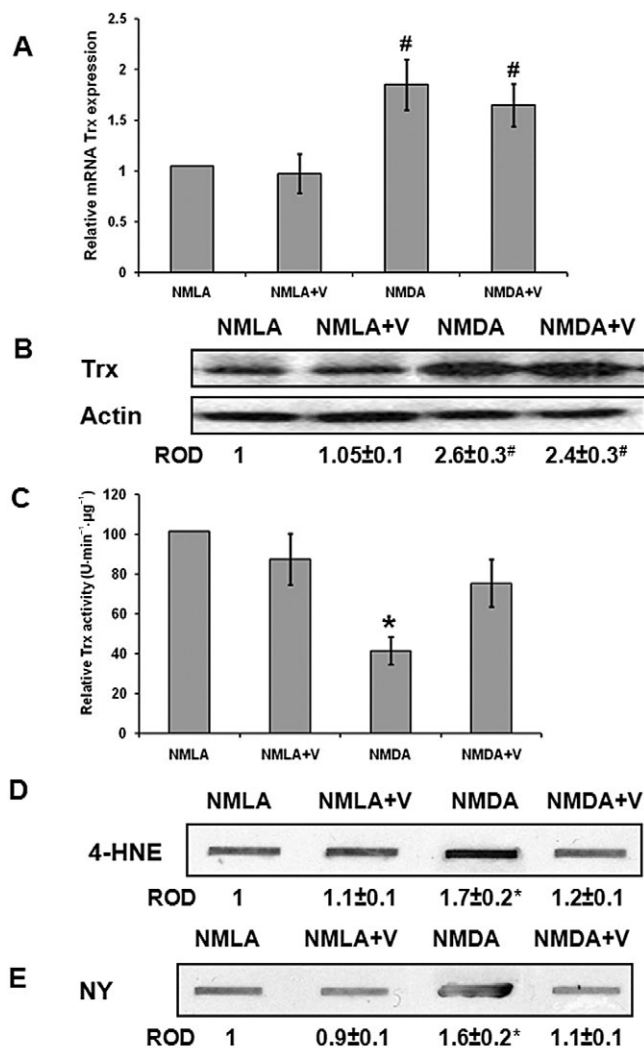 A
Relative mRNA Trx expression
2.5
2
1.5
1
0.5
0
#
#
NMLA NMLA+V NMDA NMDA+V
B
NMLA NMLA+V NMDA NMDA+V
Trx
Actin
ROD 1 1.05±0.1 2.6±0.3# 2.4±0.3#
C
Relative Trx activity (U·min⁻¹·µg⁻¹)
120
100
80
60
40
20
0
*
NMLA NMLA+V NMDA NMDA+V
D
NMLA NMLA+V NMDA NMDA+V
4-HNE
ROD 1 1.1±0.1 1.7±0.2* 1.2±0.1
E
NMLA NMLA+V NMDA NMDA+V
NY
ROD 1 0.9±0.1 1.6±0.2* 1.1±0.1